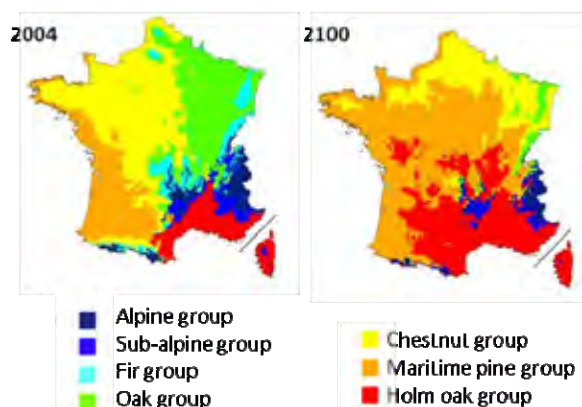 2004
2100
Alpine group
Sub-alpine group
Fir group
Oak group
Chestnut group
Maritime pine group
Holm oak group